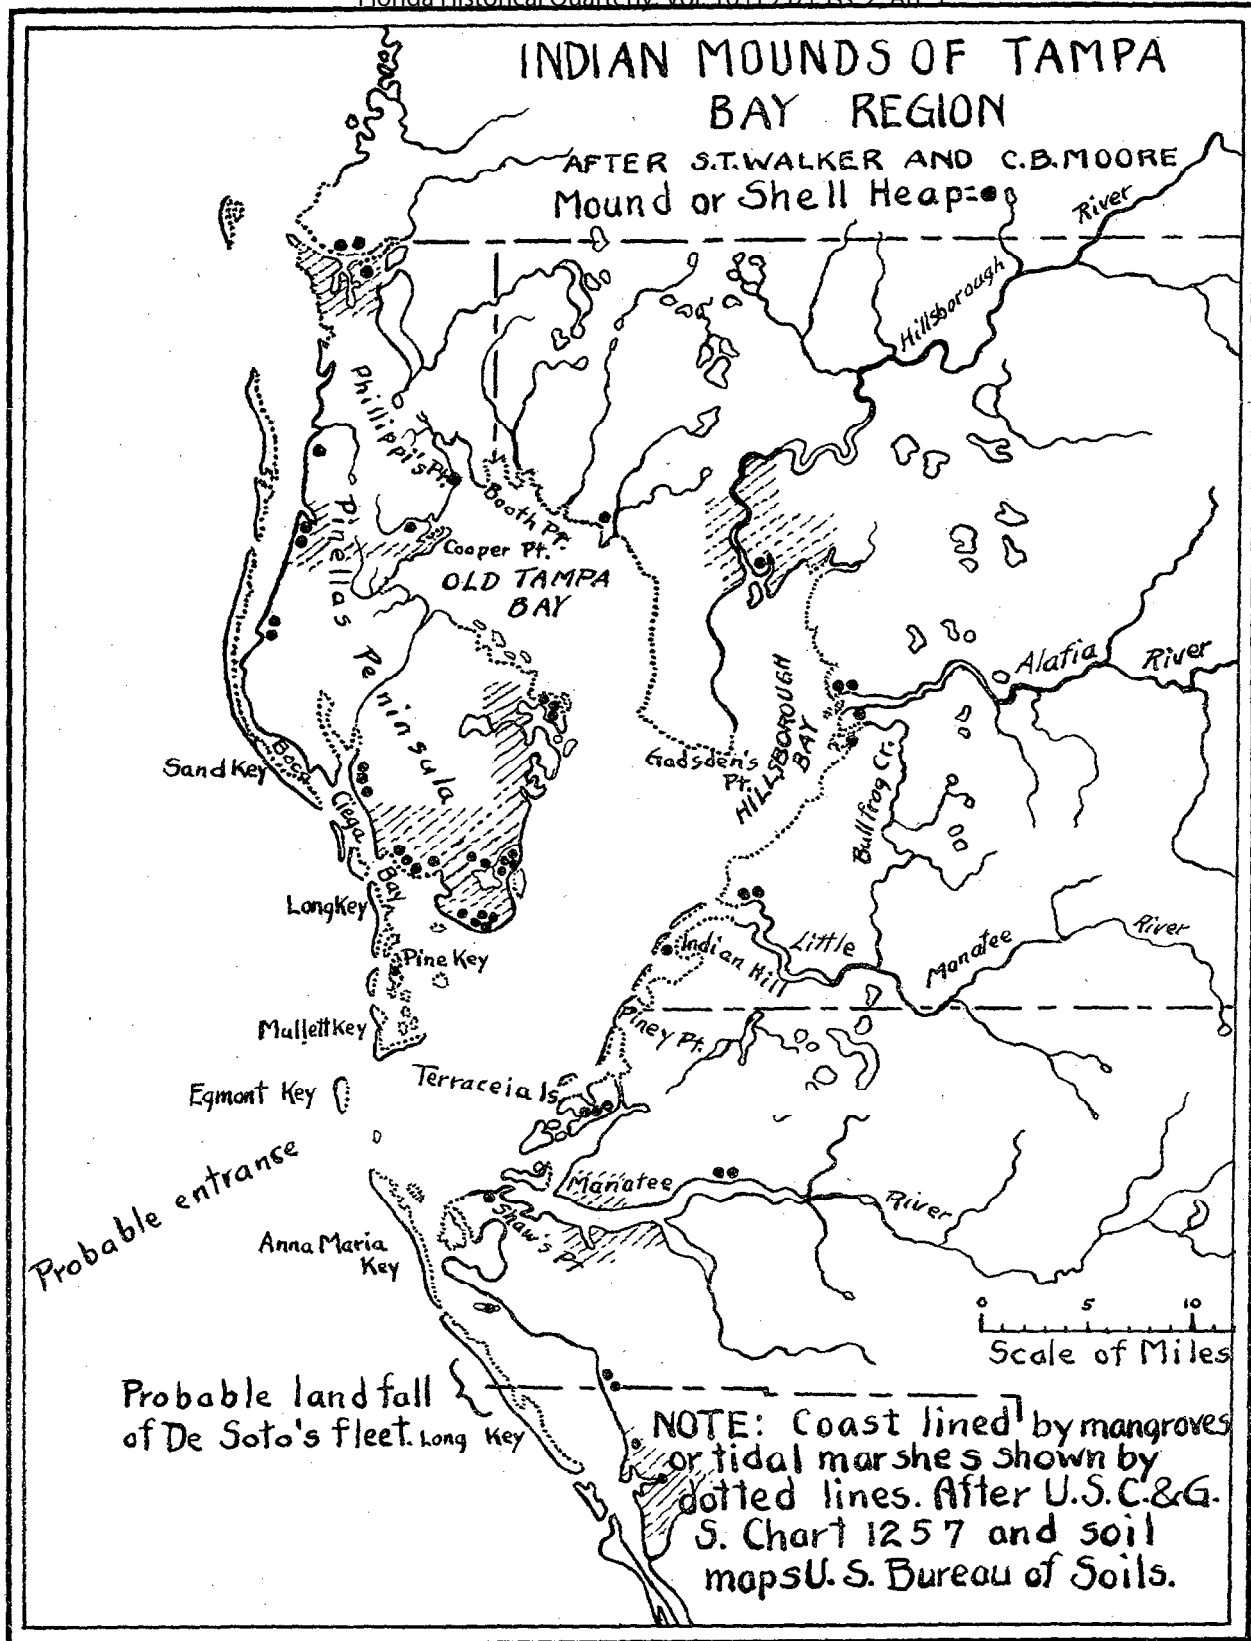 Florida Historical Quarterly, Vol.
INDIAN MOUNDS OF TAMPA
BAY REGION
AFTER S.T. WALKER AND C.B. MOORE
Mound or Shell Heap=
River
Hillsborough
Phillippi's Pt.
Booth Pt.
Cooper Pt.
OLD TAMPA
BAY
Pinellas
Peninsula
Alafia River
HILLSBOROUGH
BAY
Gadsden's
Pt.
Bullfrog Cr.
Sand Key
Boca
Ciega
Bay
Long Key
Pine Key
Little
Manatee
River
Indian Hill
Mullett Key
Piney Pt.
Egmont Key
Terraceia Is.
Probable entranse
Manatee
River
Shaw's Pt
Anna Maria
Key
0 5 10
Scale of Miles
Probable landfall
of De Soto's fleet.
Long Key
NOTE: Coast lined by mangroves
or tidal marshes shown by
dotted lines. After U.S.C.&G.
S. Chart 1257 and soil
maps U.S. Bureau of Soils.